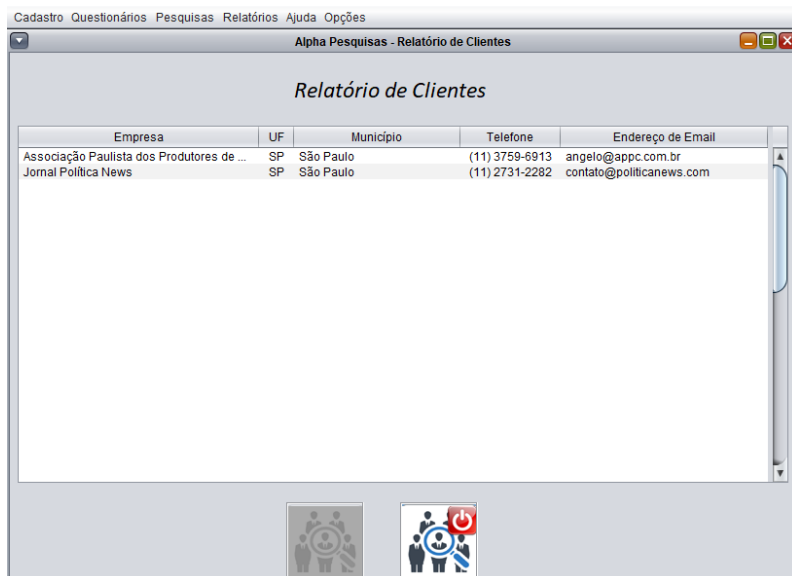 Cadastro Questionários Pesquisas Relatórios Ajuda Opções
Alpha Pesquisas - Relatório de Clientes
Relatório de Clientes
Empresa UF Município Telefone Endereço de Email
Associação Paulista dos Produtores de ... SP São Paulo (11) 3759-6913 angelo@appc.com.br
Jornal Política News SP São Paulo (11) 2731-2282 contato@politicanews.com